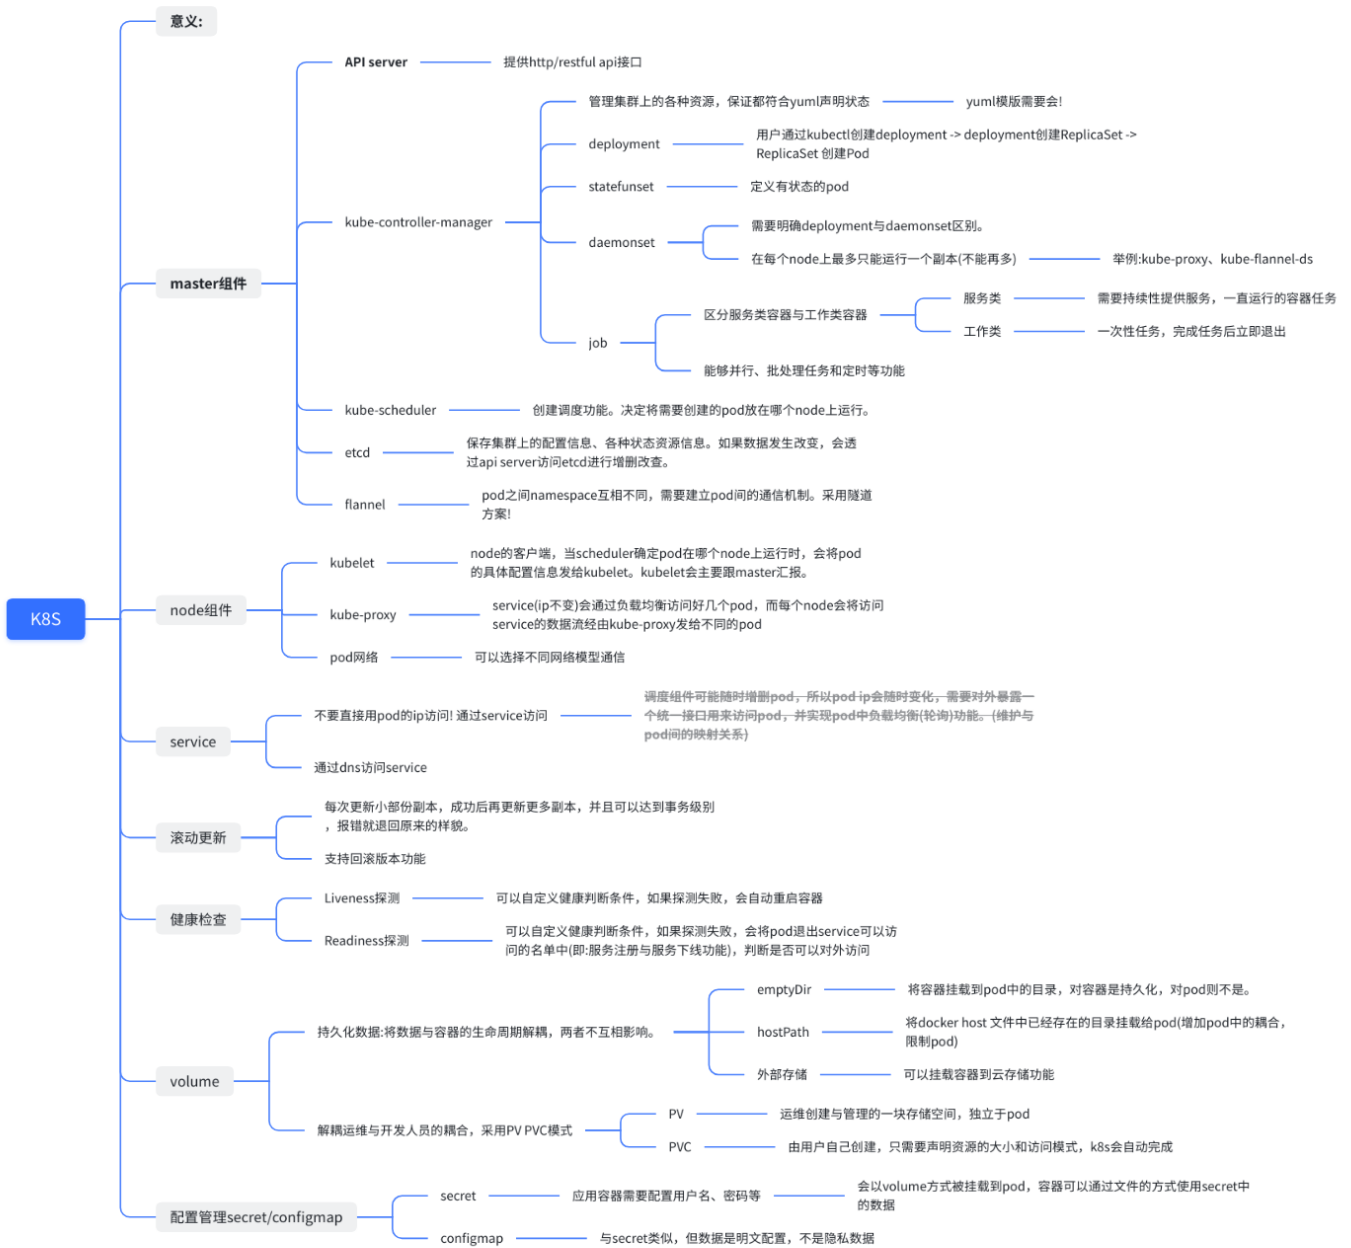 意义:
API server
提供http/restful api接口
管理集群上的各种资源，保证都符合yuml声明状态
yuml模版需要会!
deployment
用户通过kubectl创建deployment -> deployment创建ReplicaSet ->
ReplicaSet 创建Pod
statefunset
定义有状态的pod
kube-controller-manager
daemonset
需要明确deployment与daemonset区别。
在每个node上最多只能运行一个副本(不能再多)
举例:kube-proxy、kube-flannel-ds
master组件
job
区分服务类容器与工作类容器
服务类
需要持续性提供服务，一直运行的容器任务
工作类
一次性任务，完成任务后立即退出
能够并行、批处理任务和定时等功能
kube-scheduler
创建调度功能。决定将需要创建的pod放在哪个node上运行。
etcd
保存集群上的配置信息、各种状态资源信息。如果数据发生改变，会透
过api server访问etcd进行增删改查。
flannel
pod之间namespace互相不同，需要建立pod间的通信机制。采用隧道
方案!
K8S
node组件
kubelet
node的客户端，当scheduler确定pod在哪个node上运行时，会将pod
的具体配置信息发给kubelet。kubelet会主要跟master汇报。
kube-proxy
service(ip不变)会通过负载均衡访问好几个pod，而每个node会将访问
service的数据流经由kube-proxy发给不同的pod
pod网络
可以选择不同网络模型通信
service
不要直接用pod的ip访问! 通过service访问
调度组件可能随时增删pod，所以pod ip会随时变化，需要对外暴露一
个统一接口用来访问pod，并实现pod中负载均衡(轮询)功能。(维护与
pod间的映射关系)
通过dns访问service
滚动更新
每次更新小部份副本，成功后再更新更多副本，并且可以达到事务级别
，报错就退回原来的样貌。
支持回滚版本功能
健康检查
Liveness探测
可以自定义健康判断条件，如果探测失败，会自动重启容器
Readiness探测
可以自定义健康判断条件，如果探测失败，会将pod退出service可以访
问的名单中(即:服务注册与服务下线功能)，判断是否可以对外访问
volume
持久化数据:将数据与容器的生命周期解耦，两者不互相影响。
emptyDir
将容器挂载到pod中的目录，对容器是持久化，对pod则不是。
hostPath
将docker host 文件中已经存在的目录挂载给pod(增加pod中的耦合，
限制pod)
外部存储
可以挂载容器到云存储功能
解耦运维与开发人员的耦合，采用PV PVC模式
PV
运维创建与管理的一块存储空间，独立于pod
PVC
由用户自己创建，只需要声明资源的大小和访问模式，k8s会自动完成
配置管理secret/configmap
secret
应用容器需要配置用户名、密码等
会以volume方式被挂载到pod，容器可以通过文件的方式使用secret中
的数据
configmap
与secret类似，但数据是明文配置，不是隐私数据